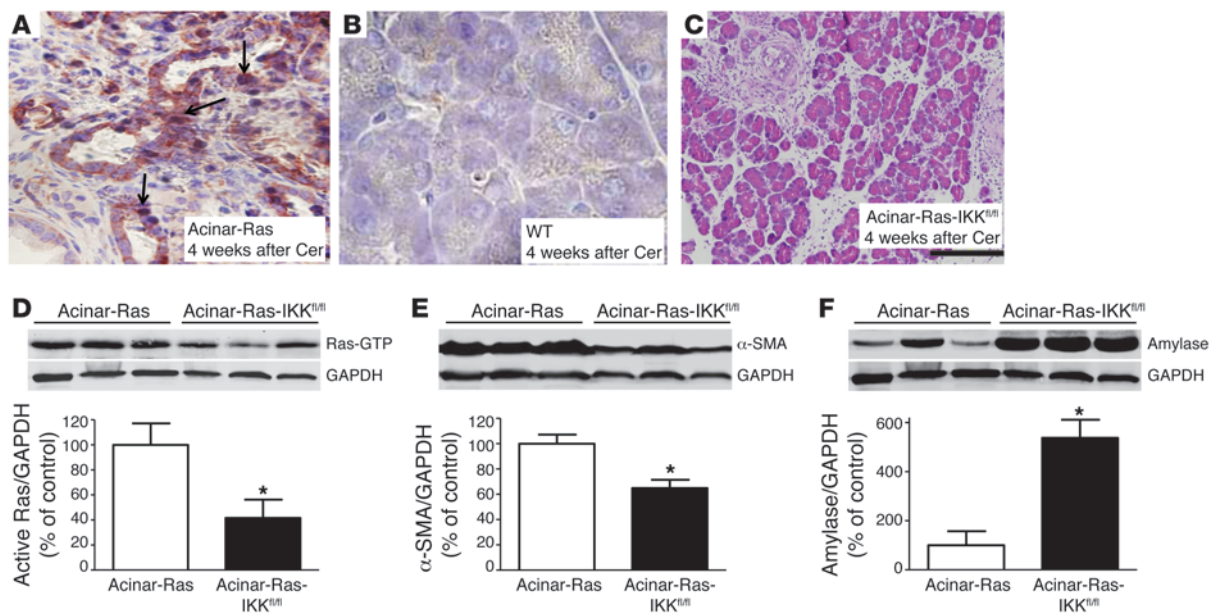 A
Acinar-Ras
4 weeks after Cer
B
WT
4 weeks after Cer
C
Acinar-Ras-IKKfl/fl
4 weeks after Cer
D
Acinar-Ras Acinar-Ras-IKKfl/fl
Ras-GTP
GAPDH
Active Ras/GAPDH
(% of control)
120
100
80
60
40
20
0
*
Acinar-Ras Acinar-Ras-
IKKfl/fl
E
Acinar-Ras Acinar-Ras-IKKfl/fl
α-SMA
GAPDH
α-SMA/GAPDH
(% of control)
120
100
80
60
40
20
0
*
Acinar-Ras Acinar-Ras-
IKKfl/fl
F
Acinar-Ras Acinar-Ras-IKKfl/fl
Amylase
GAPDH
Amylase/GAPDH
(% of control)
600
400
200
0
*
Acinar-Ras Acinar-Ras-
IKKfl/fl